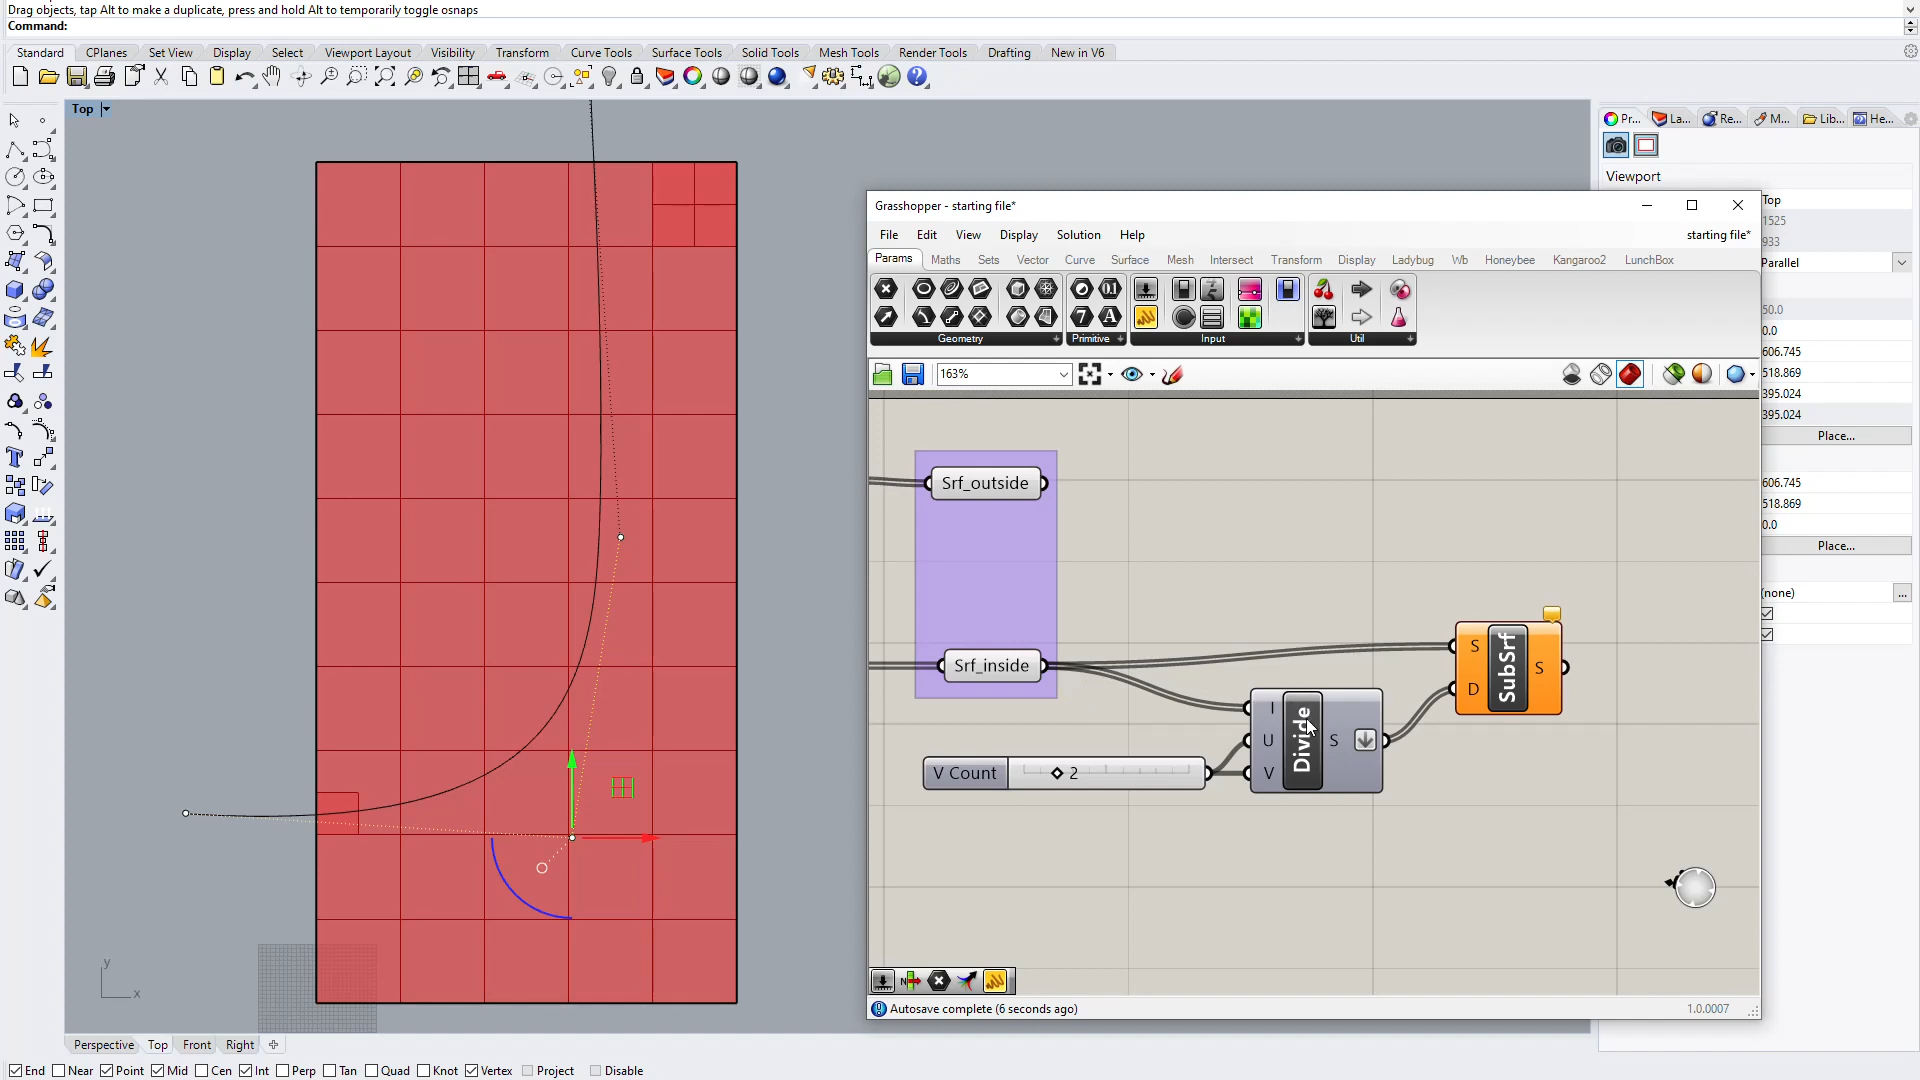 Drag objects, tap Alt to make a duplicate, press and hold Alt to temporarily toggle osnaps
Command:
Standard CPlanes Set View Display Select Viewport Layout Visibility Transform Curve Tools Surface Tools Solid Tools Mesh Tools Render Tools Drafting New in V6
Top
Pr... La... Re... M... Lib... He...
Viewport
Top
1525
933
Parallel
50.0
0.0
606.745
518.869
395.024
395.024
Place...
606.745
518.869
0.0
Place...
(none)
...
Grasshopper - starting file*
File Edit View Display Solution Help
starting file*
Params Maths Sets Vector Curve Surface Mesh Intersect Transform Display Ladybug Wb Honeybee Kangaroo2 LunchBox
Geometry Primitive Input Util
163%
Srf_outside
Srf_inside
V Count 2
I
U
V
Divide
S
S
D
SubSrf
S
Autosave complete (6 seconds ago)
1.0.0007
y
x
Perspective Top Front Right
End Near Point Mid Cen Int Perp Tan Quad Knot Vertex Project Disable